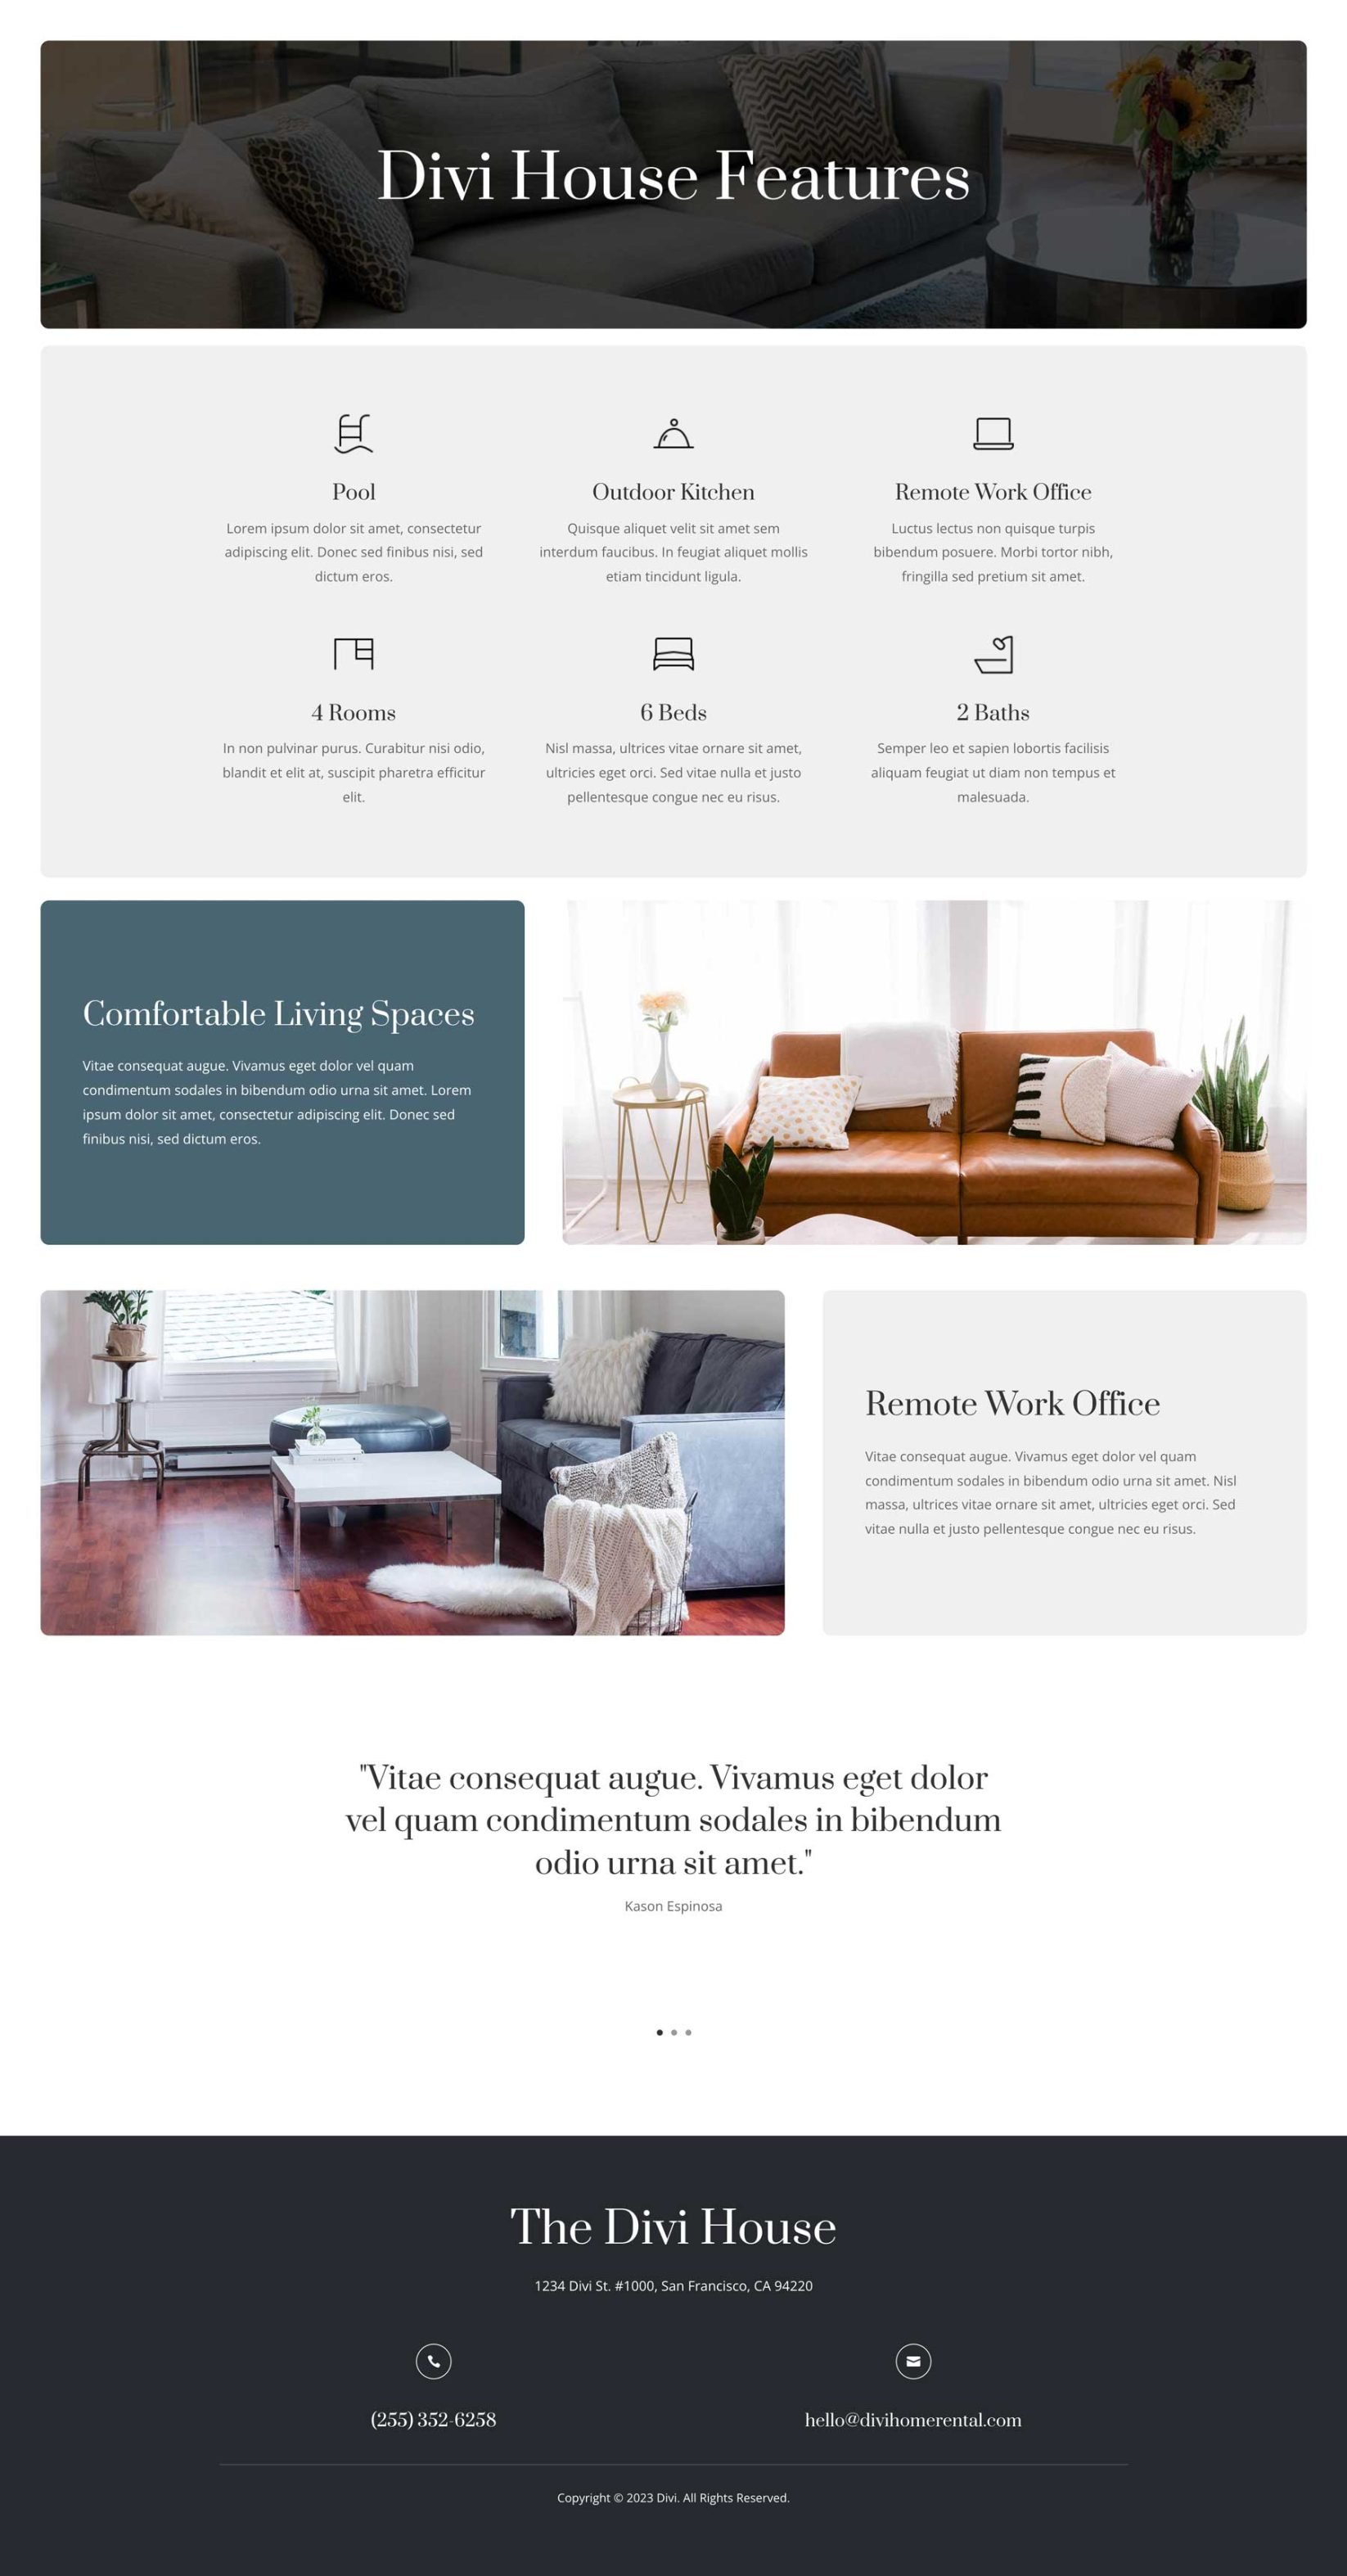 Divi House Features
Pool
Lorem ipsum dolor sit amet, consectetur
adipiscing elit. Donec sed finibus nisi, sed
dictum eros.
Outdoor Kitchen
Quisque aliquet velit sit amet sem
interdum faucibus. In feugiat aliquet mollis
etiam tincidunt ligula.
Remote Work Office
Luctus lectus non quisque turpis
bibendum posuere. Morbi tortor nibh,
fringilla sed pretium sit amet.
4 Rooms
In non pulvinar purus. Curabitur nisi odio,
blandit et elit at, suscipit pharetra efficitur
elit.
6 Beds
Nisl massa, ultrices vitae ornare sit amet,
ultricies eget orci. Sed vitae nulla et justo
pellentesque congue nec eu risus.
2 Baths
Semper leo et sapien lobortis facilisis
aliquam feugiat ut diam non tempus et
malesuada.
Comfortable Living Spaces
Vitae consequat augue. Vivamus eget dolor vel quam
condimentum sodales in bibendum odio urna sit amet. Lorem
ipsum dolor sit amet, consectetur adipiscing elit. Donec sed
finibus nisi, sed dictum eros.
Remote Work Office
Vitae consequat augue. Vivamus eget dolor vel quam
condimentum sodales in bibendum odio urna sit amet. Nisl
massa, ultrices vitae ornare sit amet, ultricies eget orci. Sed
vitae nulla et justo pellentesque congue nec eu risus.
"Vitae consequat augue. Vivamus eget dolor
vel quam condimentum sodales in bibendum
odio urna sit amet."
Kason Espinosa
The Divi House
1234 Divi St. #1000, San Francisco, CA 94220
(255) 352-6258
hello@divihomerental.com
Copyright © 2023 Divi. All Rights Reserved.